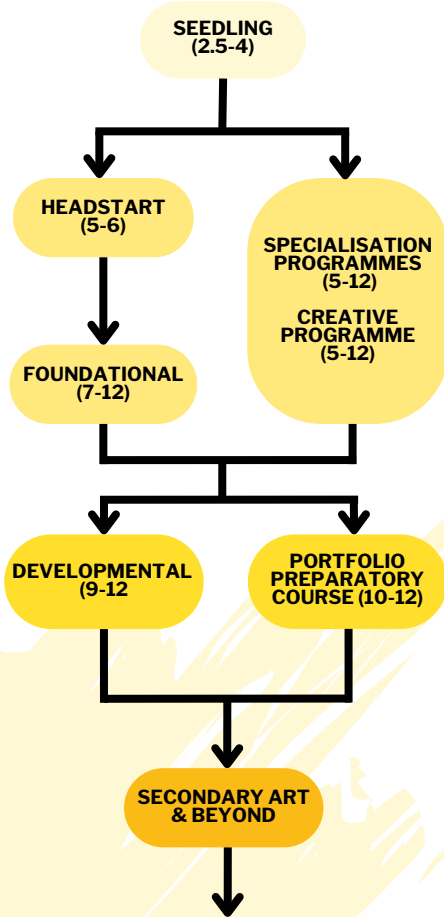 SEEDLING
(2.5-4)
HEADSTART
(5-6)
SPECIALISATION
PROGRAMMES
(5-12)
CREATIVE
PROGRAMME
(5-12)
FOUNDATIONAL
(7-12)
DEVELOPMENTAL
(9-12
PORTFOLIO
PREPARATORY
COURSE (10-12)
SECONDARY ART
& BEYOND